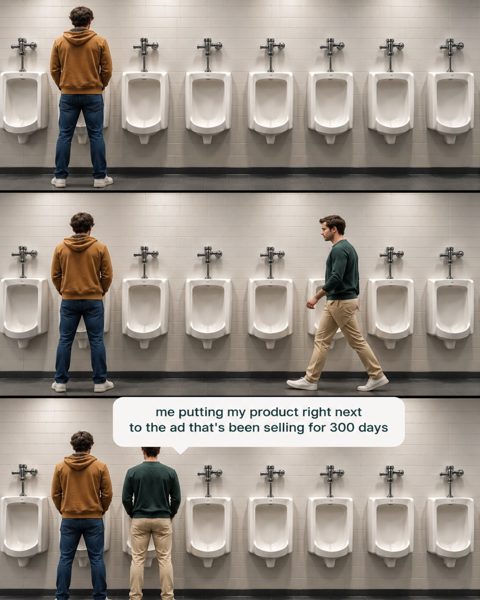 me putting my product right next
to the ad that's been selling for 300 days